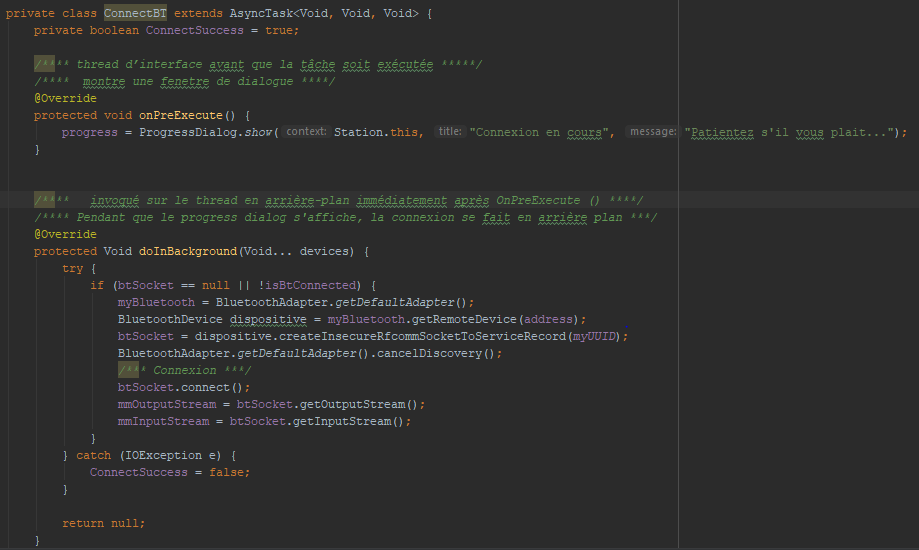 private class ConnectBT extends AsyncTask<Void, Void, Void> {
private boolean ConnectSuccess = true;
/**** thread d’interface avant que la tâche soit exécutée *****/
/****  montre une fenetre de dialogue ****/
@Override
protected void onPreExecute() {
progress = ProgressDialog.show( context: Station.this,  title: "Connexion en cours",  message: "Patientez s'il vous plait...");
}
/****   invoqué sur le thread en arrière-plan immédiatement après OnPreExecute () ****/
/**** Pendant que le progress dialog s'affiche, la connexion se fait en arrière plan ***/
@Override
protected Void doInBackground(Void... devices) {
try {
if (btSocket == null || !isBtConnected) {
myBluetooth = BluetoothAdapter.getDefaultAdapter();
BluetoothDevice dispositive = myBluetooth.getRemoteDevice(address);
btSocket = dispositive.createInsecureRfcommSocketToServiceRecord(myUUID);
BluetoothAdapter.getDefaultAdapter().cancelDiscovery();
/*** Connexion ***/
btSocket.connect();
mmOutputStream = btSocket.getOutputStream();
mmInputStream = btSocket.getInputStream();
}
} catch (IOException e) {
ConnectSuccess = false;
}
return null;
}